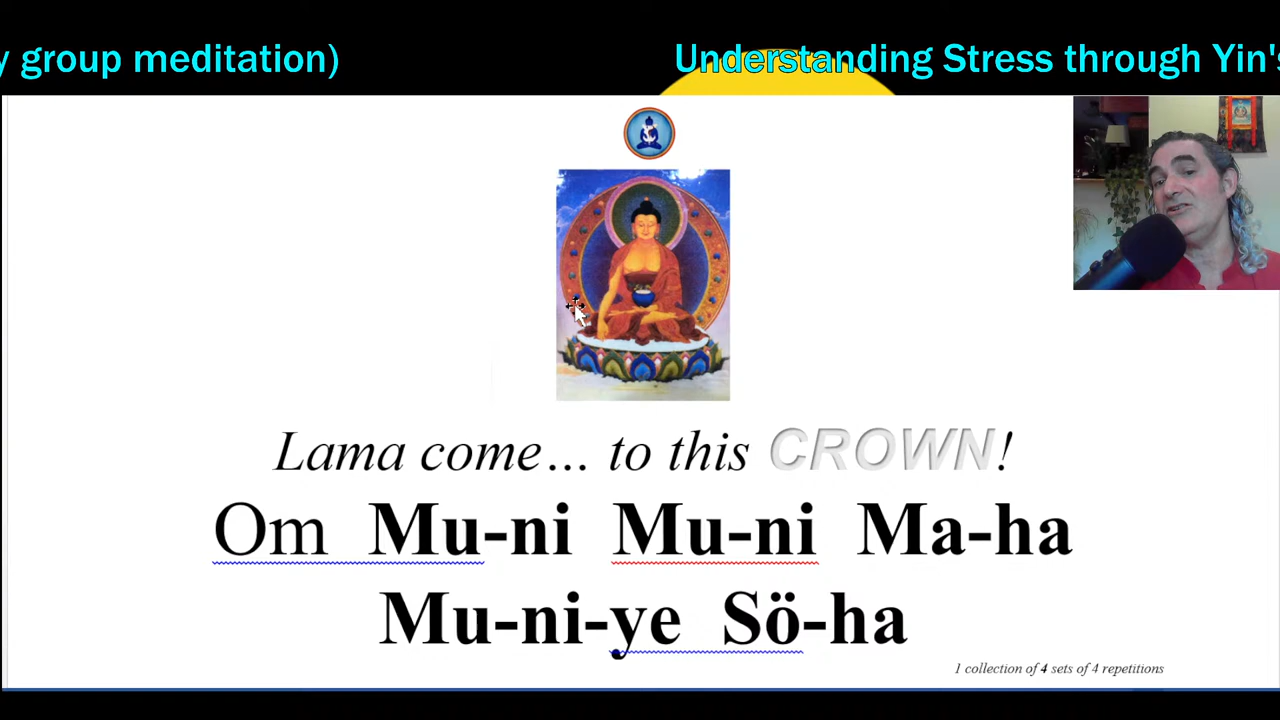 y group meditation) Understanding Stress through Yin's
Lama come... to this CROWN!
Om Mu-ni Mu-ni Ma-ha
Mu-ni-ye Sö-ha
1 collection of 4 sets of 4 repetitions